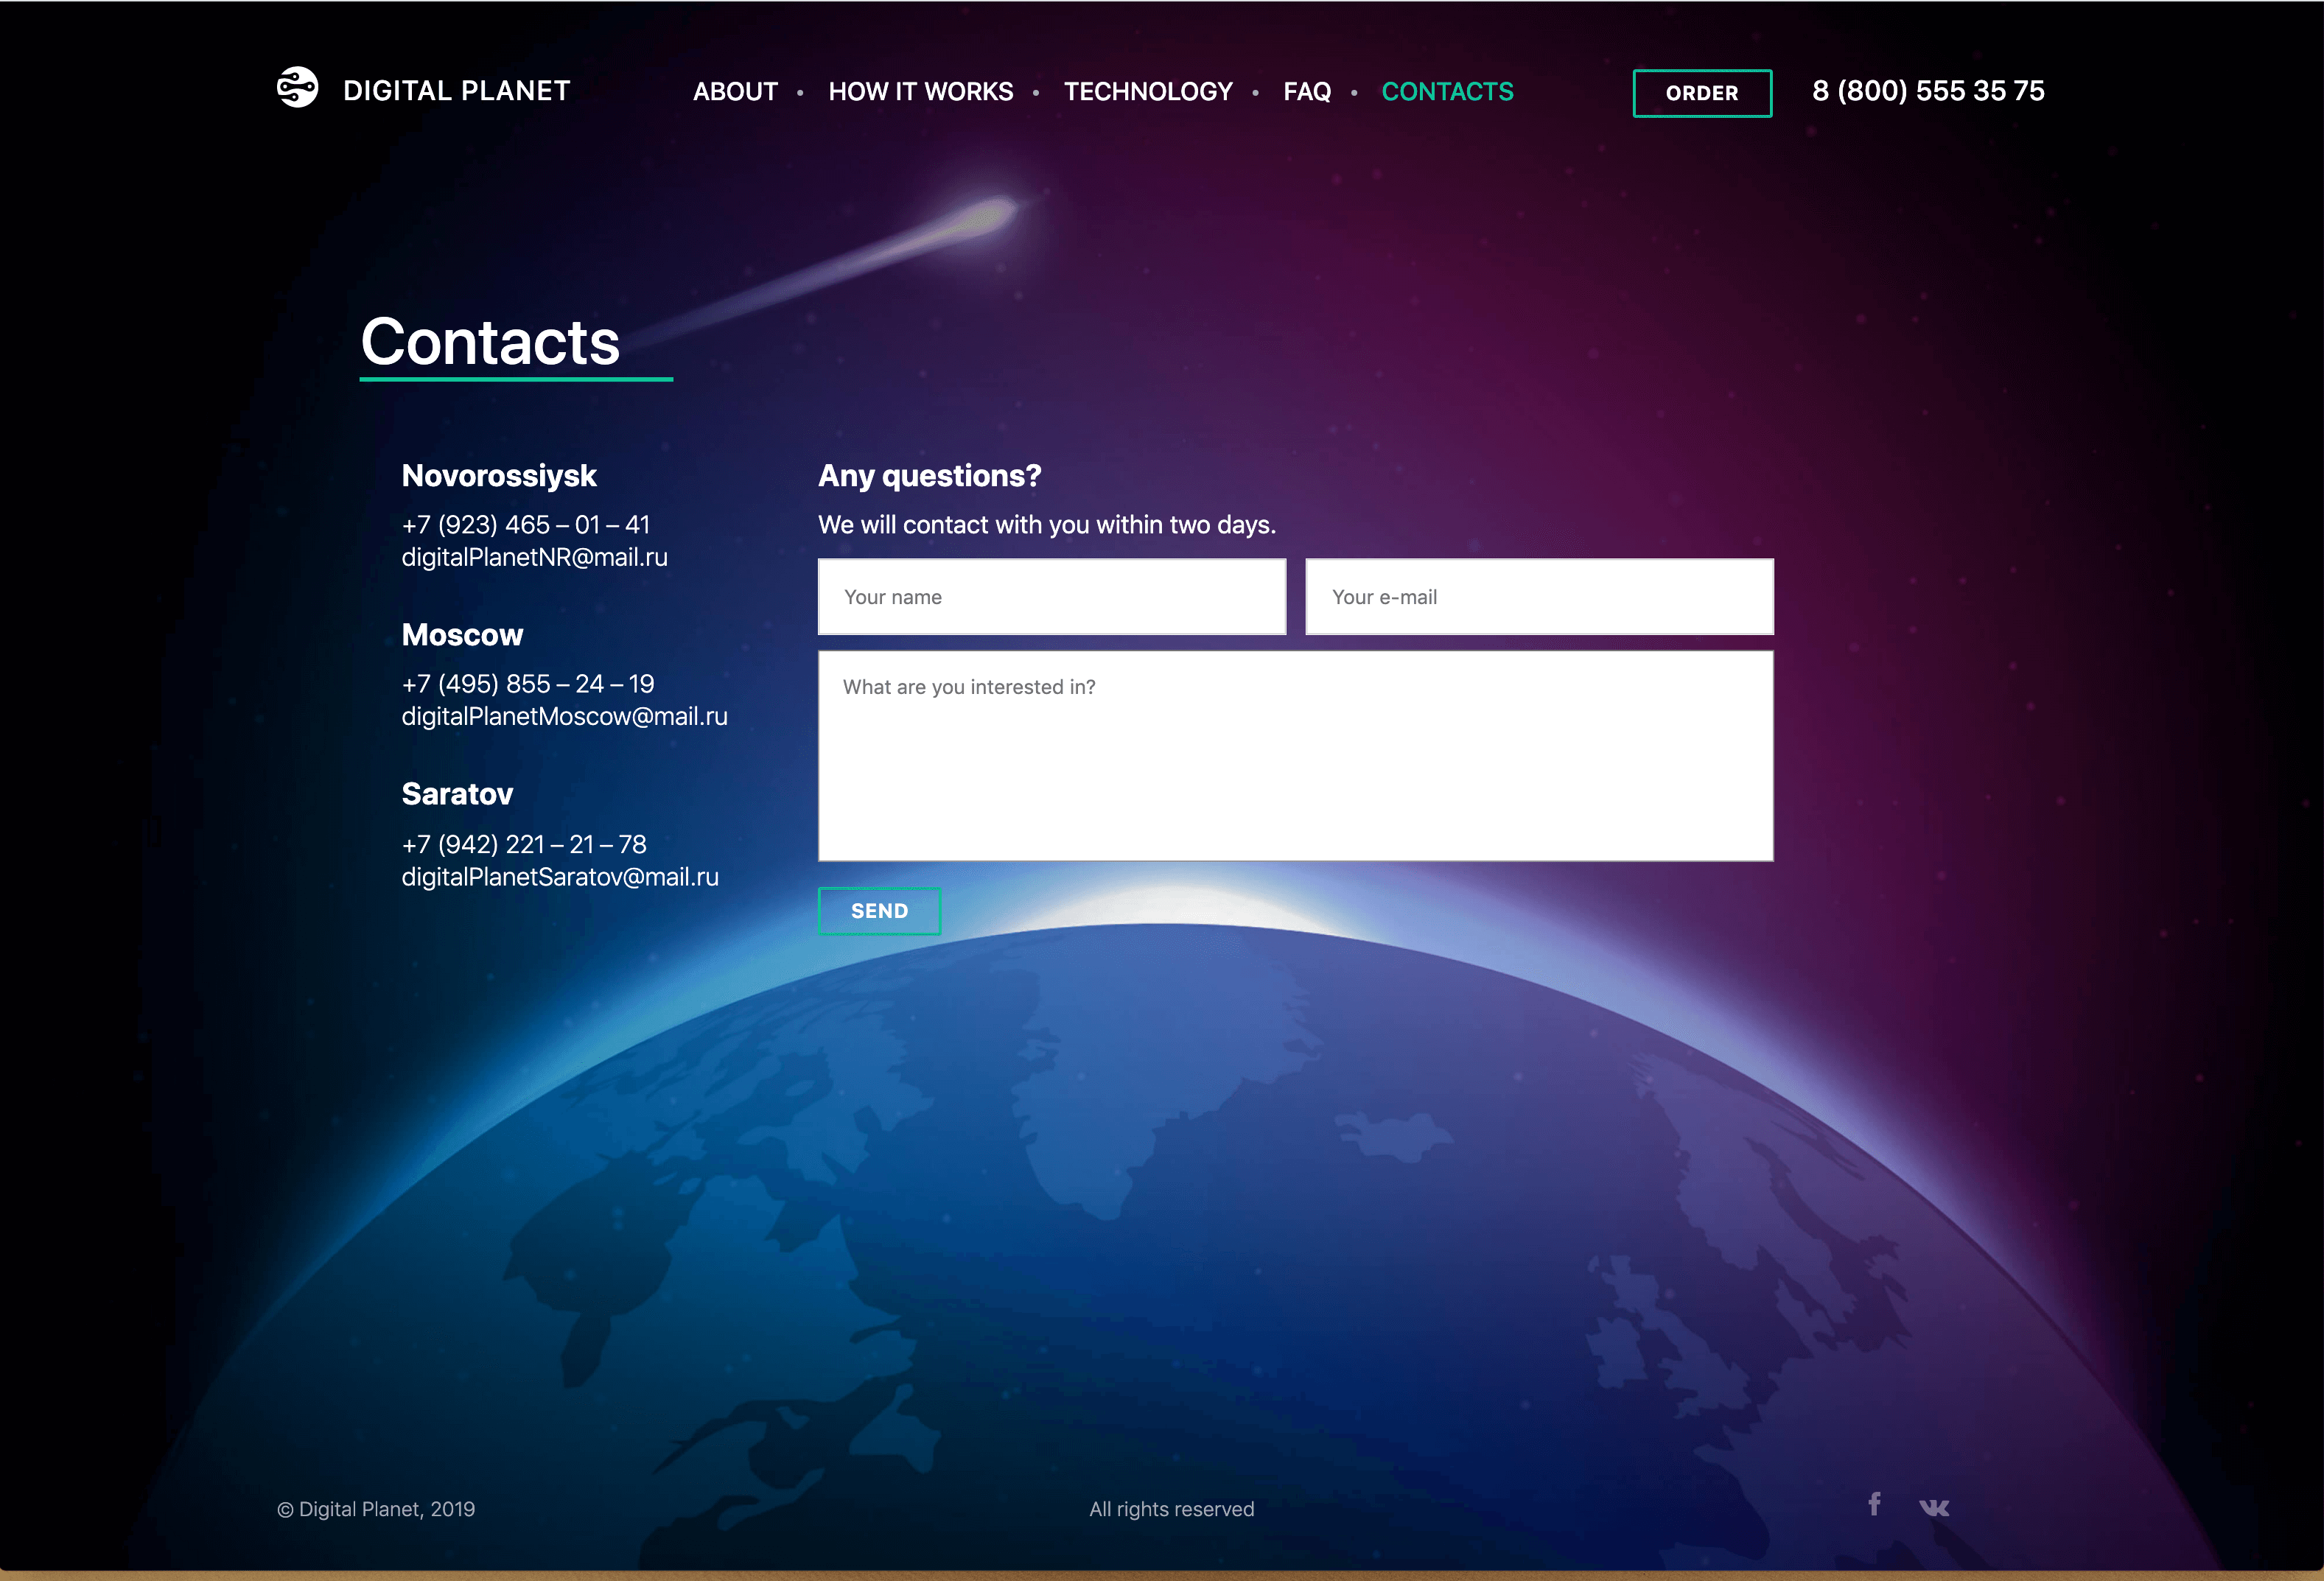 DIGITAL PLANET
ABOUT • HOW IT WORKS • TECHNOLOGY • FAQ • CONTACTS
ORDER
8 (800) 555 35 75
Contacts
Novorossiysk
+7 (923) 465 – 01 – 41
digitalPlanetNR@mail.ru
Moscow
+7 (495) 855 – 24 – 19
digitalPlanetMoscow@mail.ru
Saratov
+7 (942) 221 – 21 – 78
digitalPlanetSaratov@mail.ru
Any questions?
We will contact with you within two days.
Your name
Your e-mail
What are you interested in?
SEND
© Digital Planet, 2019
All rights reserved